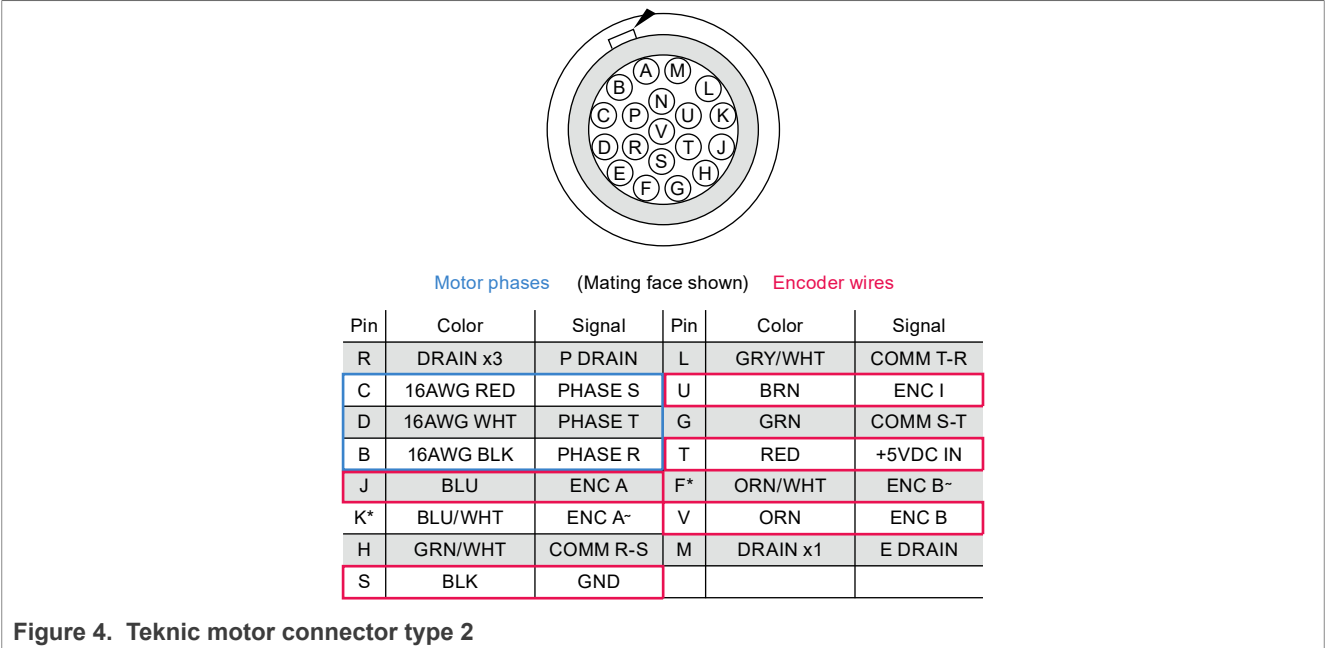 A M
B L
N
C P U K
V
D R T J
S
E H
F G
Motor phases (Mating face shown) Encoder wires
Pin Color Signal Pin Color Signal
R DRAIN x3 P DRAIN L GRY/WHT COMM T-R
C 16AWG RED PHASE S U BRN ENC I
D 16AWG WHT PHASE T G GRN COMM S-T
B 16AWG BLK PHASE R T RED +5VDC IN
J BLU ENC A F* ORN/WHT ENC B~
K* BLU/WHT ENC A~ V ORN ENC B
H GRN/WHT COMM R-S M DRAIN x1 E DRAIN
S BLK GND
Figure 4. Teknic motor connector type 2